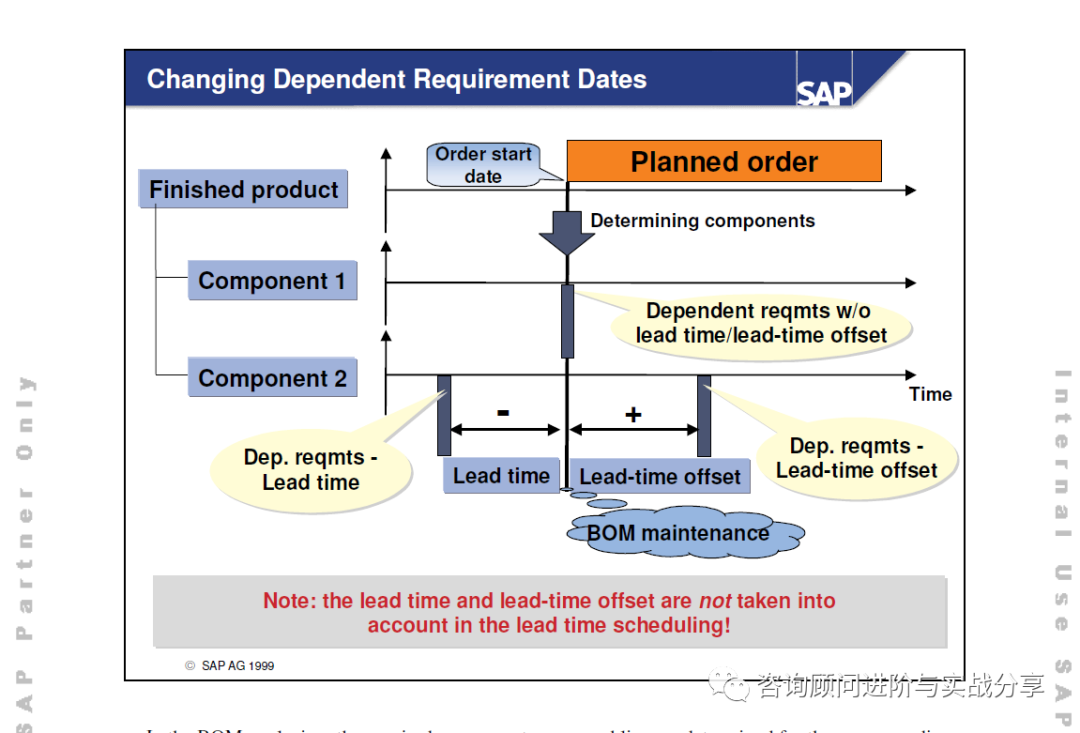 Changing Dependent Requirement Dates
SAP
Order start
date
Planned order
Finished product
Determining components
Component 1
Dependent reqmts w/o
lead time/lead-time offset
Component 2
Time
-
+
Dep. reqmts -
Lead time
Lead time
Lead-time offset
Dep. reqmts -
Lead-time offset
BOM maintenance
Note: the lead time and lead-time offset are not taken into
account in the lead time scheduling!
© SAP AG 1999
咨询顾问进阶与实战分享
SAP Partner Only
Internal Use SAP